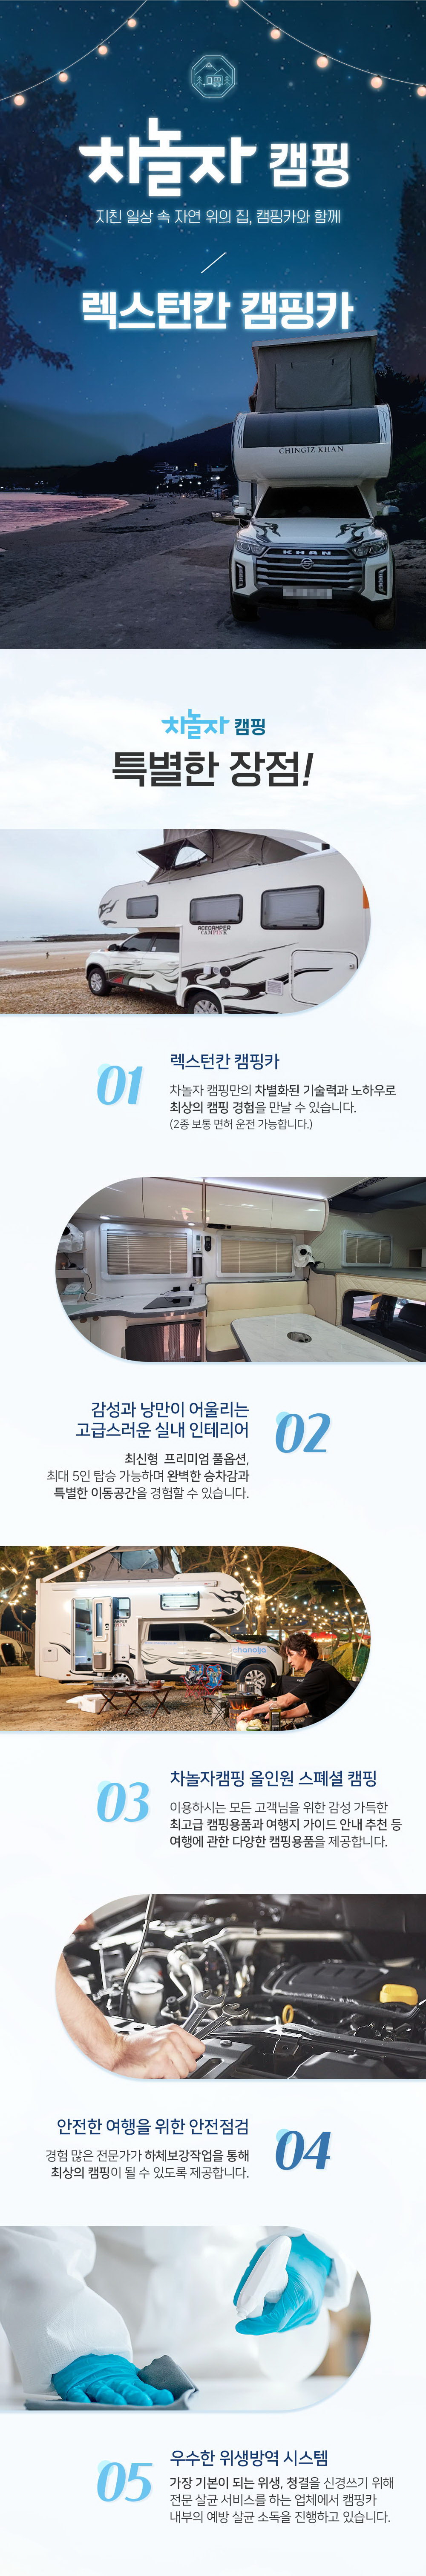 차놀자 캠핑
지친 일상 속 자연 위의 집, 캠핑카와 함께
렉스턴칸 캠핑카
CHINGIZ KHAN
KHAN
차놀자 캠핑
특별한 장점!
ACECAMPER
CAMPINK
01
렉스턴칸 캠핑카
차놀자 캠핑만의 차별화된 기술력과 노하우로
최상의 캠핑 경험을 만날 수 있습니다.
(2종 보통 면허 운전 가능합니다.)
감성과 낭만이 어울리는
고급스러운 실내 인테리어
02
최신형 프리미엄 풀옵션,
최대 5인 탑승 가능하며 완벽한 승차감과
특별한 이동공간을 경험할 수 있습니다.
chanolja
03
차놀자캠핑 올인원 스폐셜 캠핑
이용하시는 모든 고객님을 위한 감성 가득한
최고급 캠핑용품과 여행지 가이드 안내 추천 등
여행에 관한 다양한 캠핑용품을 제공합니다.
안전한 여행을 위한 안전점검
04
경험 많은 전문가가 하체보강작업을 통해
최상의 캠핑이 될 수 있도록 제공합니다.
05
우수한 위생방역 시스템
가장 기본이 되는 위생, 청결을 신경쓰기 위해
전문 살균 서비스를 하는 업체에서 캠핑카
내부의 예방 살균 소독을 진행하고 있습니다.